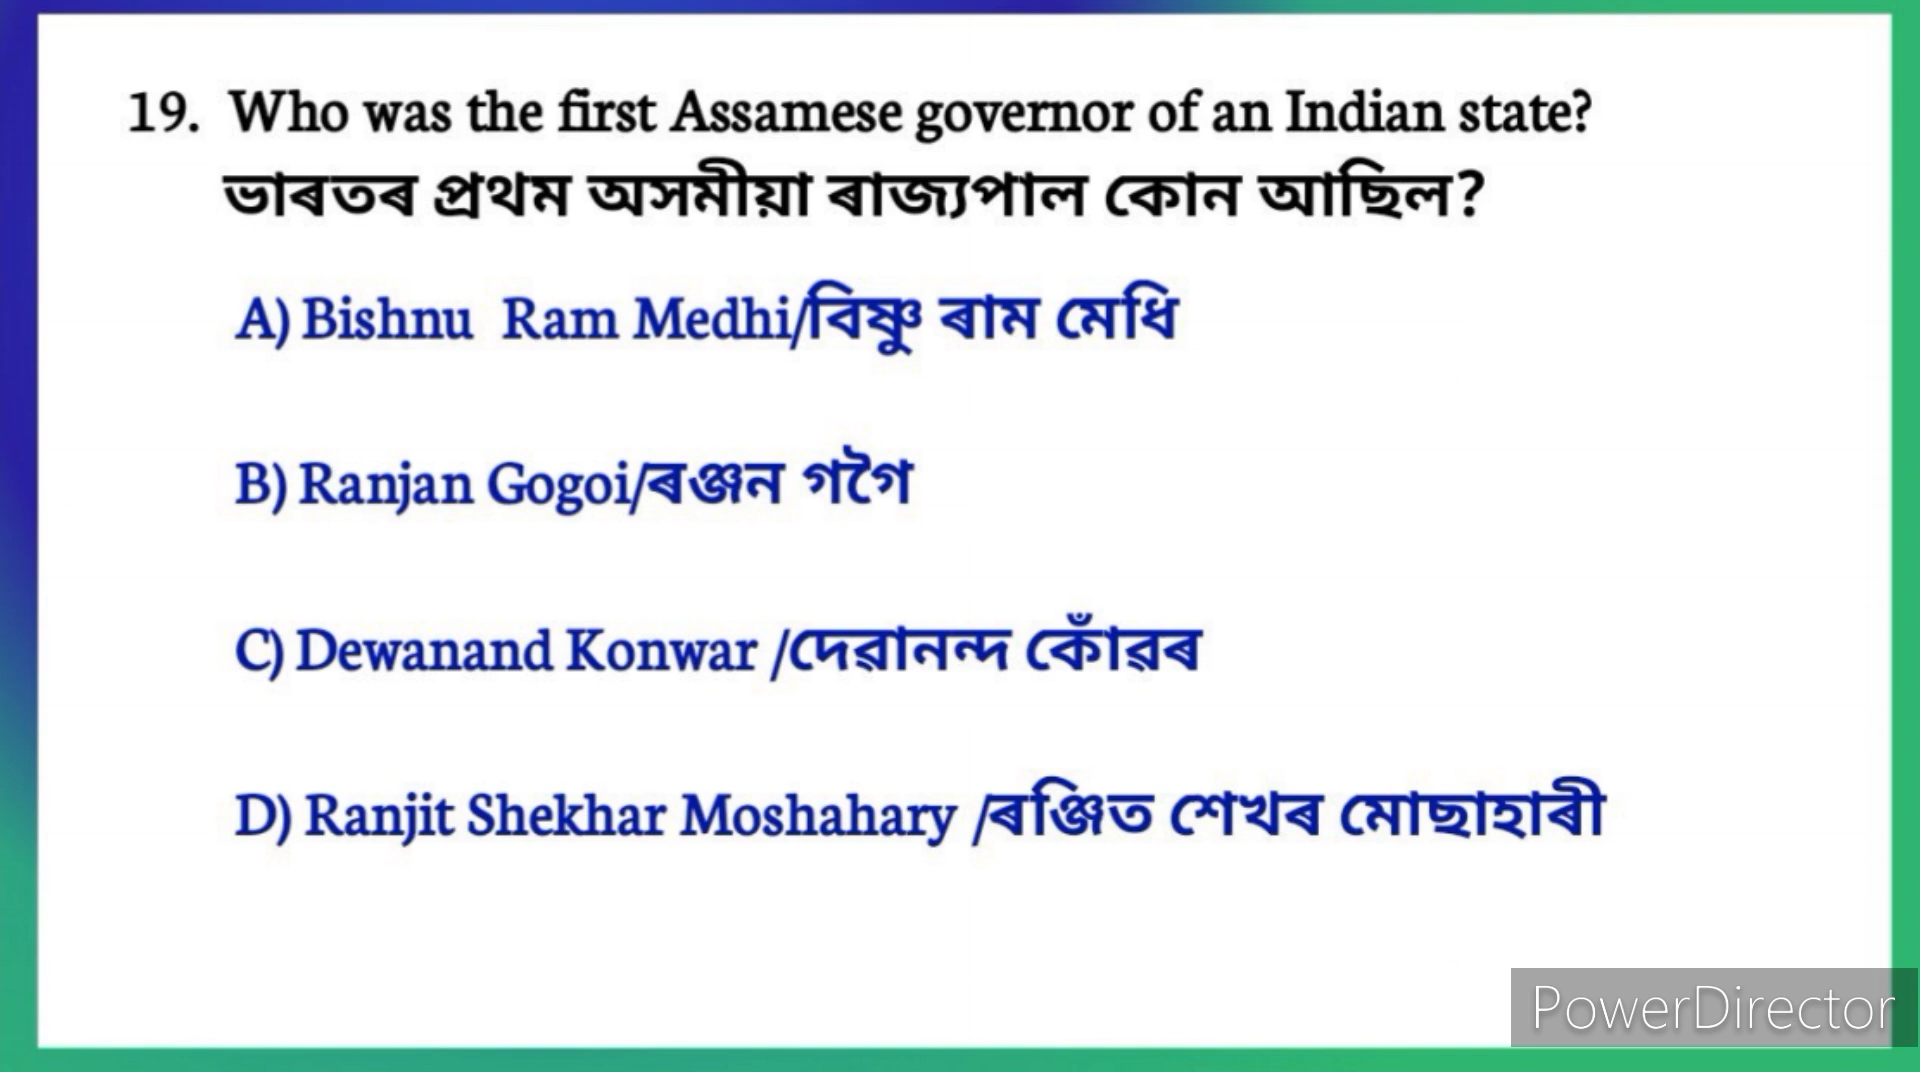 19. Who was the first Assamese governor of an Indian state?
ভাৰতৰ প্ৰথম অসমীয়া ৰাজ্যপাল কোন আছিল?
A) Bishnu Ram Medhi/বিষ্ণু ৰাম মেধি
B) Ranjan Gogoi/ৰঞ্জন গগৈ
C) Dewanand Konwar /দেৱানন্দ কোঁৱৰ
D) Ranjit Shekhar Moshahary /ৰঞ্জিত শেখৰ মোছাহাৰী
PowerDirector